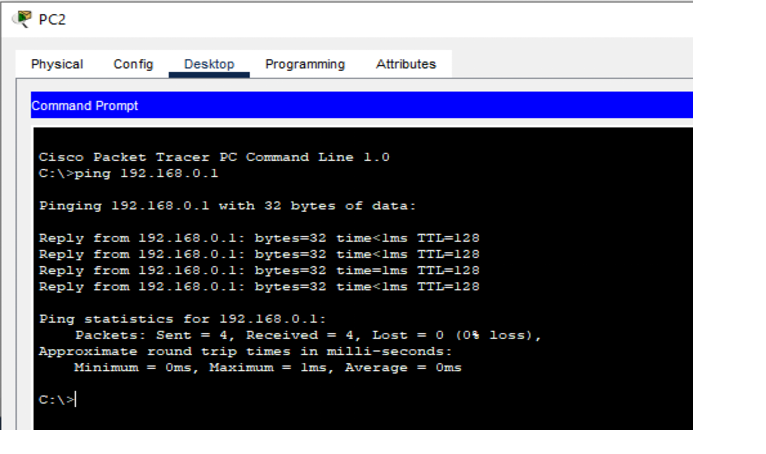 PC2
Physical Config Desktop Programming Attributes
Command Prompt
Cisco Packet Tracer PC Command Line 1.0
C:\>ping 192.168.0.1
Pinging 192.168.0.1 with 32 bytes of data:
Reply from 192.168.0.1: bytes=32 time<1ms TTL=128
Reply from 192.168.0.1: bytes=32 time<1ms TTL=128
Reply from 192.168.0.1: bytes=32 time=1ms TTL=128
Reply from 192.168.0.1: bytes=32 time<1ms TTL=128
Ping statistics for 192.168.0.1:
Packets: Sent = 4, Received = 4, Lost = 0 (0% loss),
Approximate round trip times in milli-seconds:
Minimum = 0ms, Maximum = 1ms, Average = 0ms
C:\>